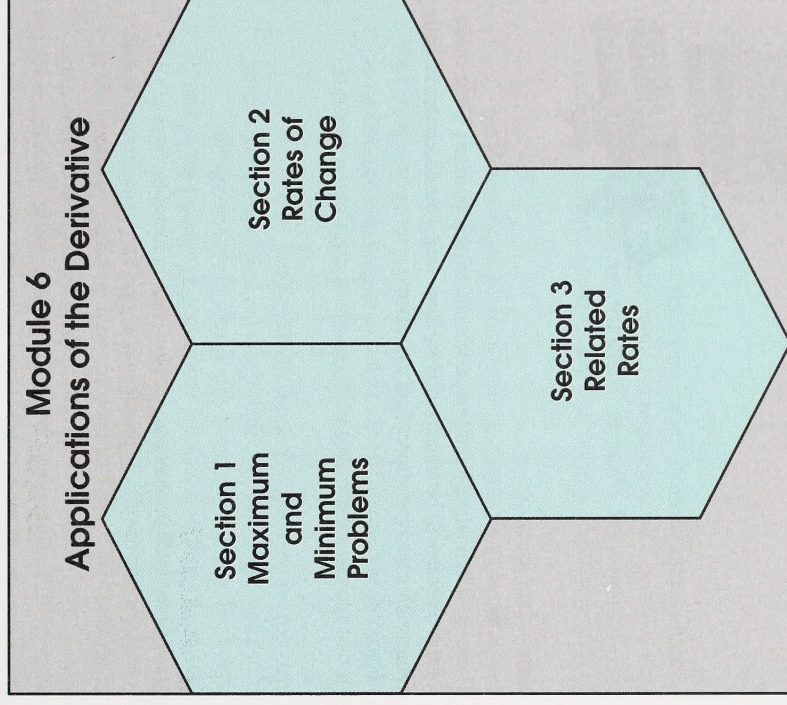 Module 6
Applications of the Derivative
Section 1
Maximum
and
Minimum
Problems
Section 2
Rates of
Change
Section 3
Related
Rates